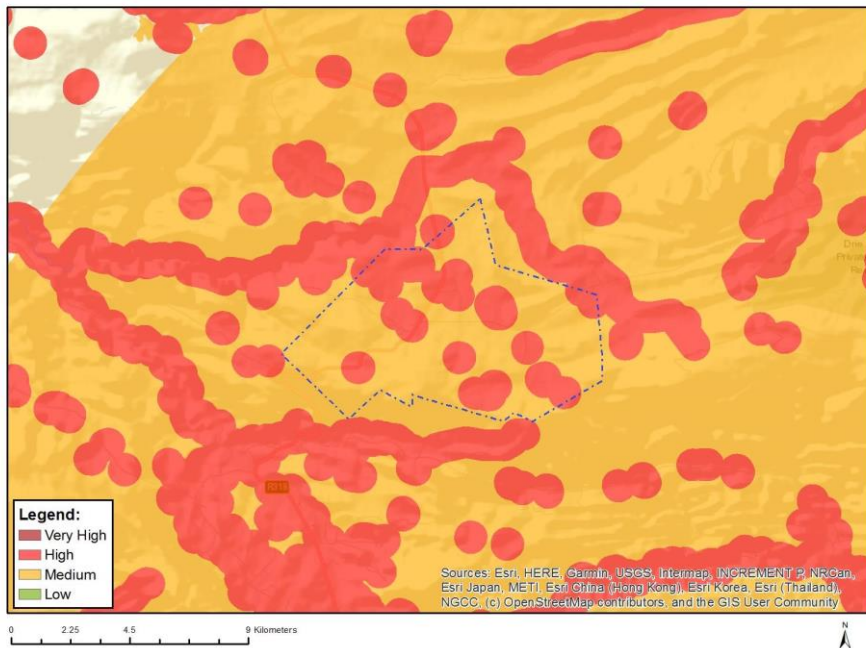 Legend:
Very High
High
Medium
Low
Sources: Esri, HERE, Garmin, USGS, Intermap, INCREMENT P, NRCan,
Esri Japan, METI, Esri China (Hong Kong), Esri Korea, Esri (Thailand),
NGCC, (c) OpenStreetMap contributors, and the GIS User Community
0 2.25 4.5 9 Kilometers
N